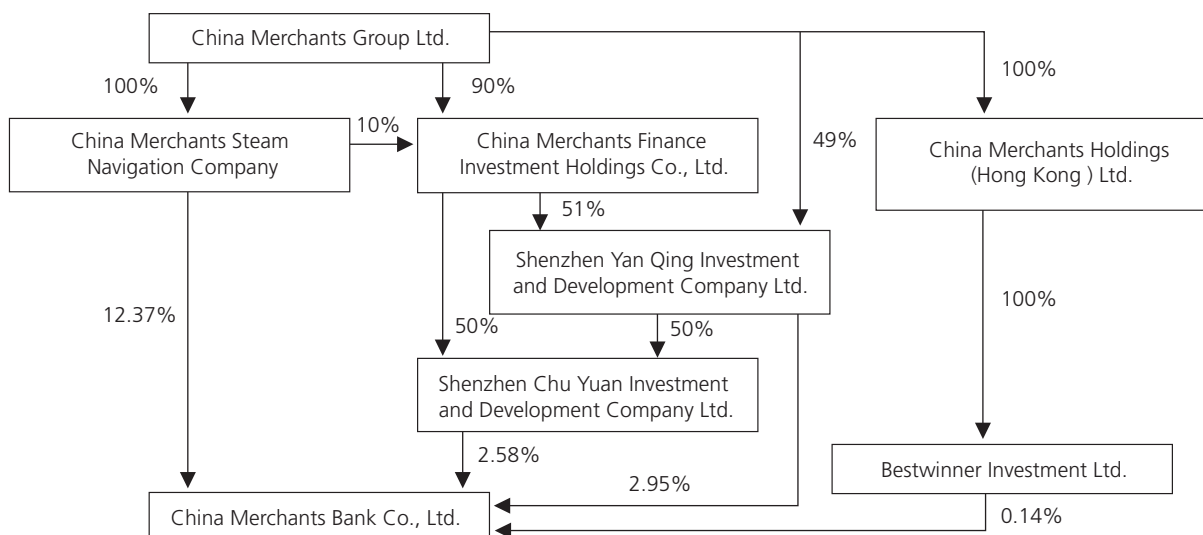 China Merchants Group Ltd.
100%
90%
100%
China Merchants Steam
Navigation Company
10%
China Merchants Finance
Investment Holdings Co., Ltd.
49%
China Merchants Holdings
(Hong Kong ) Ltd.
51%
Shenzhen Yan Qing Investment
and Development Company Ltd.
12.37%
100%
50%
50%
Shenzhen Chu Yuan Investment
and Development Company Ltd.
2.58%
Bestwinner Investment Ltd.
2.95%
China Merchants Bank Co., Ltd.
0.14%